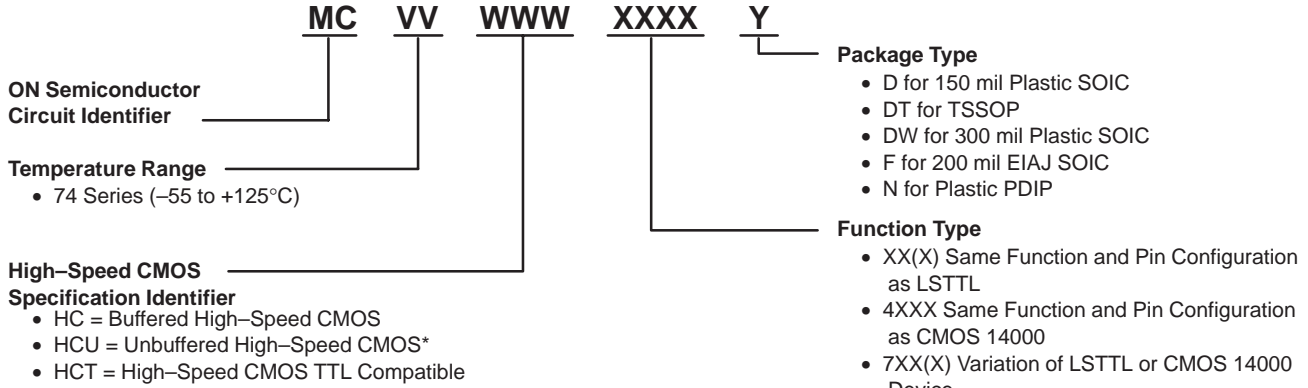 MC VV WWW XXXX Y
ON Semiconductor
Circuit Identifier
Temperature Range
• 74 Series (–55 to +125°C)
High–Speed CMOS
Specification Identifier
• HC = Buffered High–Speed CMOS
• HCU = Unbuffered High–Speed CMOS*
• HCT = High–Speed CMOS TTL Compatible
Package Type
• D for 150 mil Plastic SOIC
• DT for TSSOP
• DW for 300 mil Plastic SOIC
• F for 200 mil EIAJ SOIC
• N for Plastic PDIP
Function Type
• XX(X) Same Function and Pin Configuration
as LSTTL
• 4XXX Same Function and Pin Configuration
as CMOS 14000
• 7XX(X) Variation of LSTTL or CMOS 14000